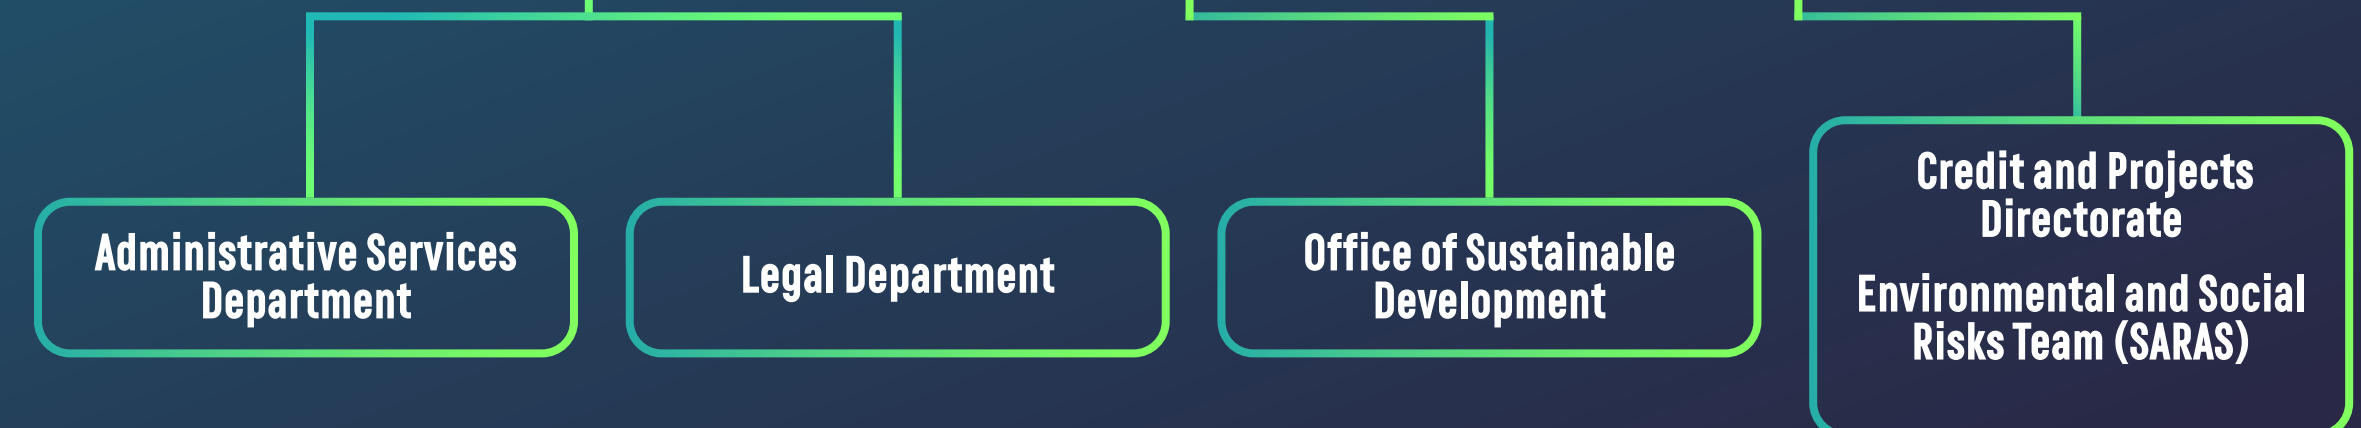 Administrative Services
Department
Legal Department
Office of Sustainable
Development
Credit and Projects
Directorate
Environmental and Social
Risks Team (SARAS)